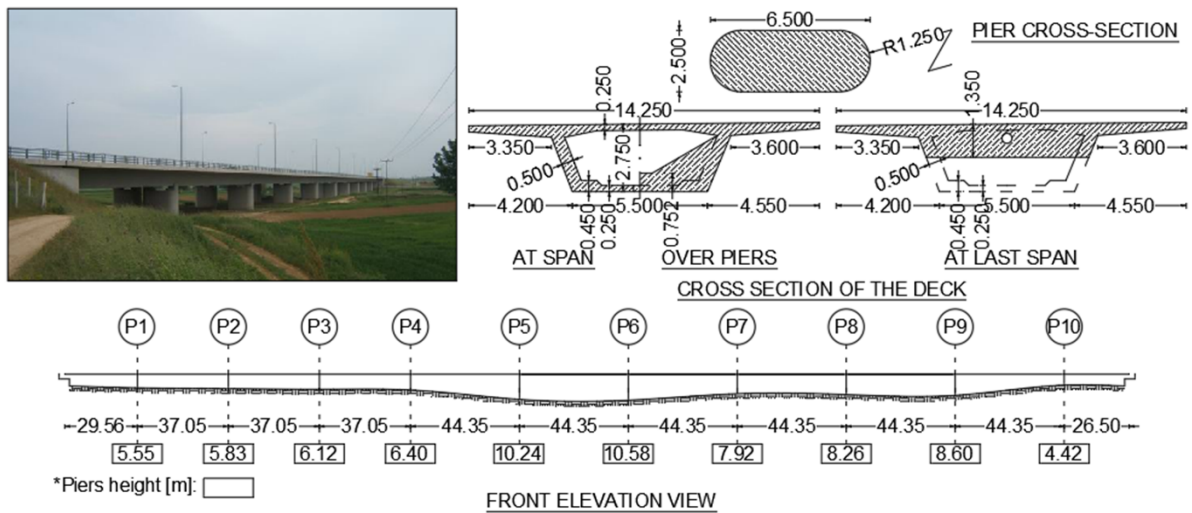 6.500
PIER CROSS-SECTION
R1.250
2.500
0.250
14.250
3.350
2.750
3.600
0.500
4.200
0.450
0.250
5.500
0.752
4.550
AT SPAN
OVER PIERS
1.350
14.250
3.350
3.600
0.500
4.200
0.450
5.500
4.550
AT LAST SPAN
CROSS SECTION OF THE DECK
P1 P2 P3 P4 P5 P6 P7 P8 P9 P10
29.56 37.05 37.05 37.05 44.35 44.35 44.35 44.35 44.35 44.35 26.50
5.55 5.83 6.12 6.40 10.24 10.58 7.92 8.26 8.60 4.42
*Piers height [m]:
FRONT ELEVATION VIEW